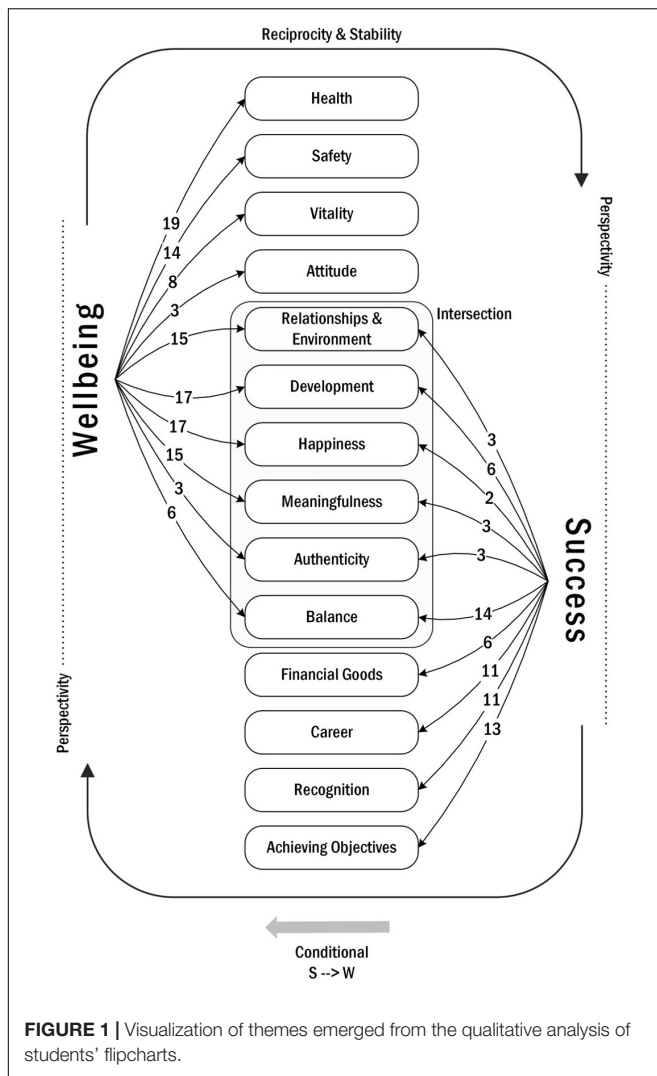 Reciprocity & Stability
Health
Safety
Vitality
Attitude
Intersection
Relationships &
Environment
Development
Happiness
Meaningfulness
Authenticity
Balance
Financial Goods
Career
Recognition
Achieving Objectives
Perspectivity
Wellbeing
19
14
8
3
15
17
17
15
3
6
Perspectivity
Success
3
6
2
3
3
14
6
11
11
13
Conditional
S --> W
FIGURE 1 | Visualization of themes emerged from the qualitative analysis of
students' flipcharts.